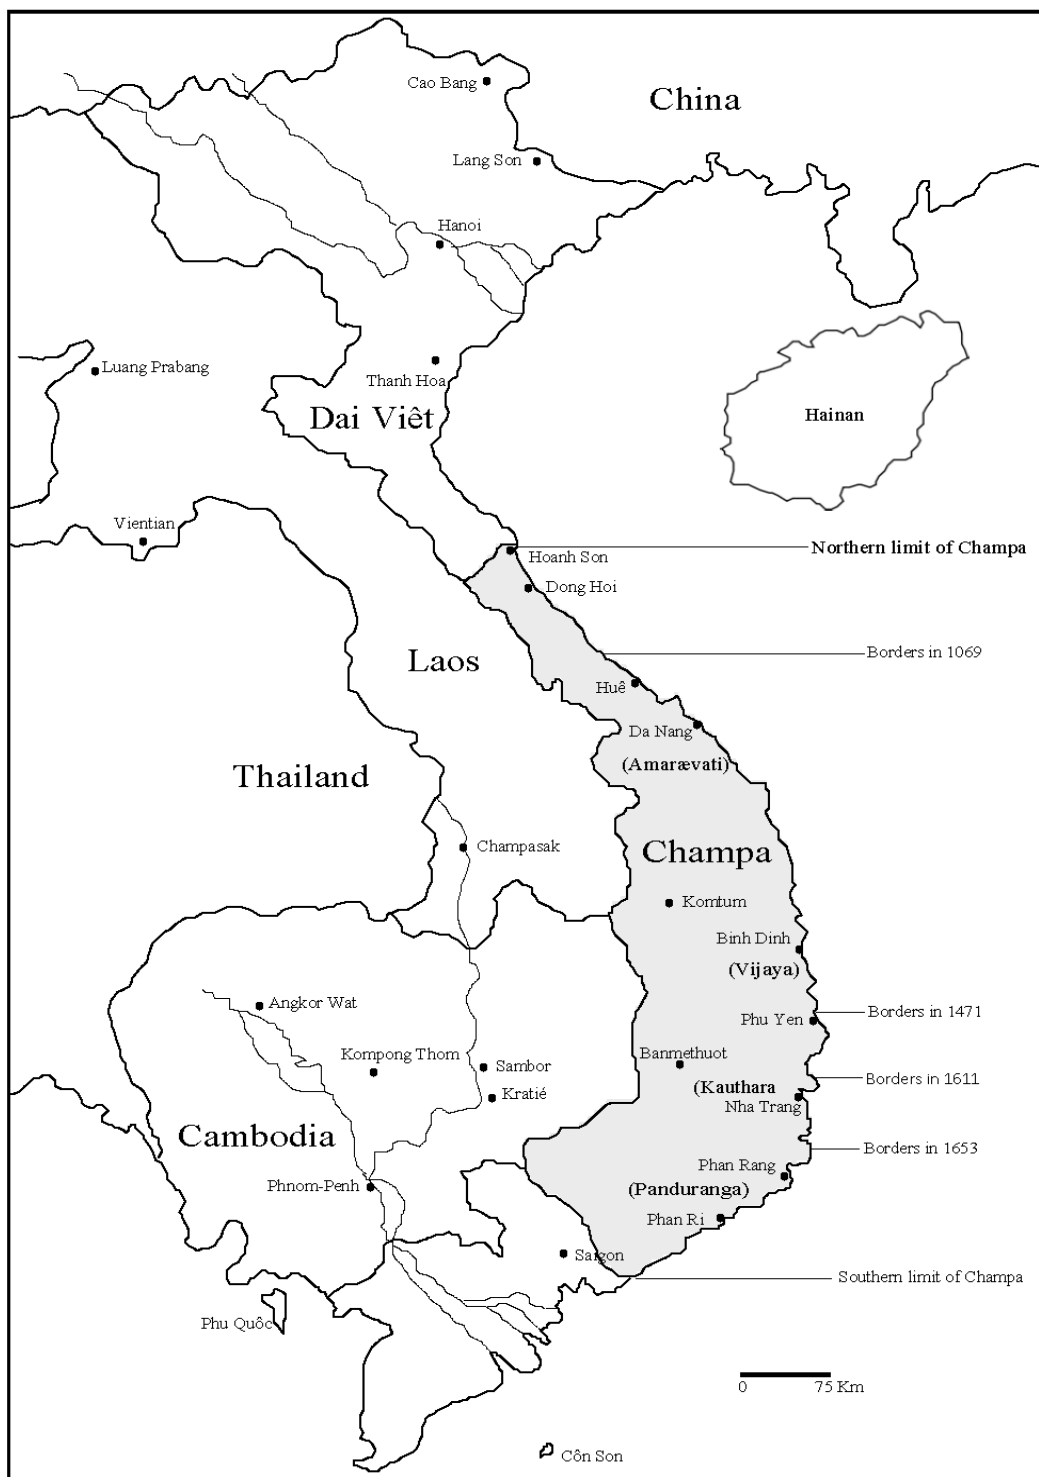 Cao Bang
China
Lang Son
Hanoi
Luang Prabang
Thanh Hoa
Dai Viêt
Hainan
Vientian
Northern limit of Champa
Hoanh Son
Dong Hoi
Borders in 1069
Laos
Huê
Da Nang
(Amarævati)
Thailand
Champasak
Champa
Komtum
Binh Dinh
(Vijaya)
Angkor Wat
Phu Yen
Borders in 1471
Kompong Thom
Sambor
Banmethuot
Borders in 1611
Kratié
(Kauthara
Nha Trang
Cambodia
Borders in 1653
Phan Rang
Phnom-Penh
(Panduranga)
Phan Ri
Saigon
Southern limit of Champa
Phu Quôc
0 75 Km
Côn Son